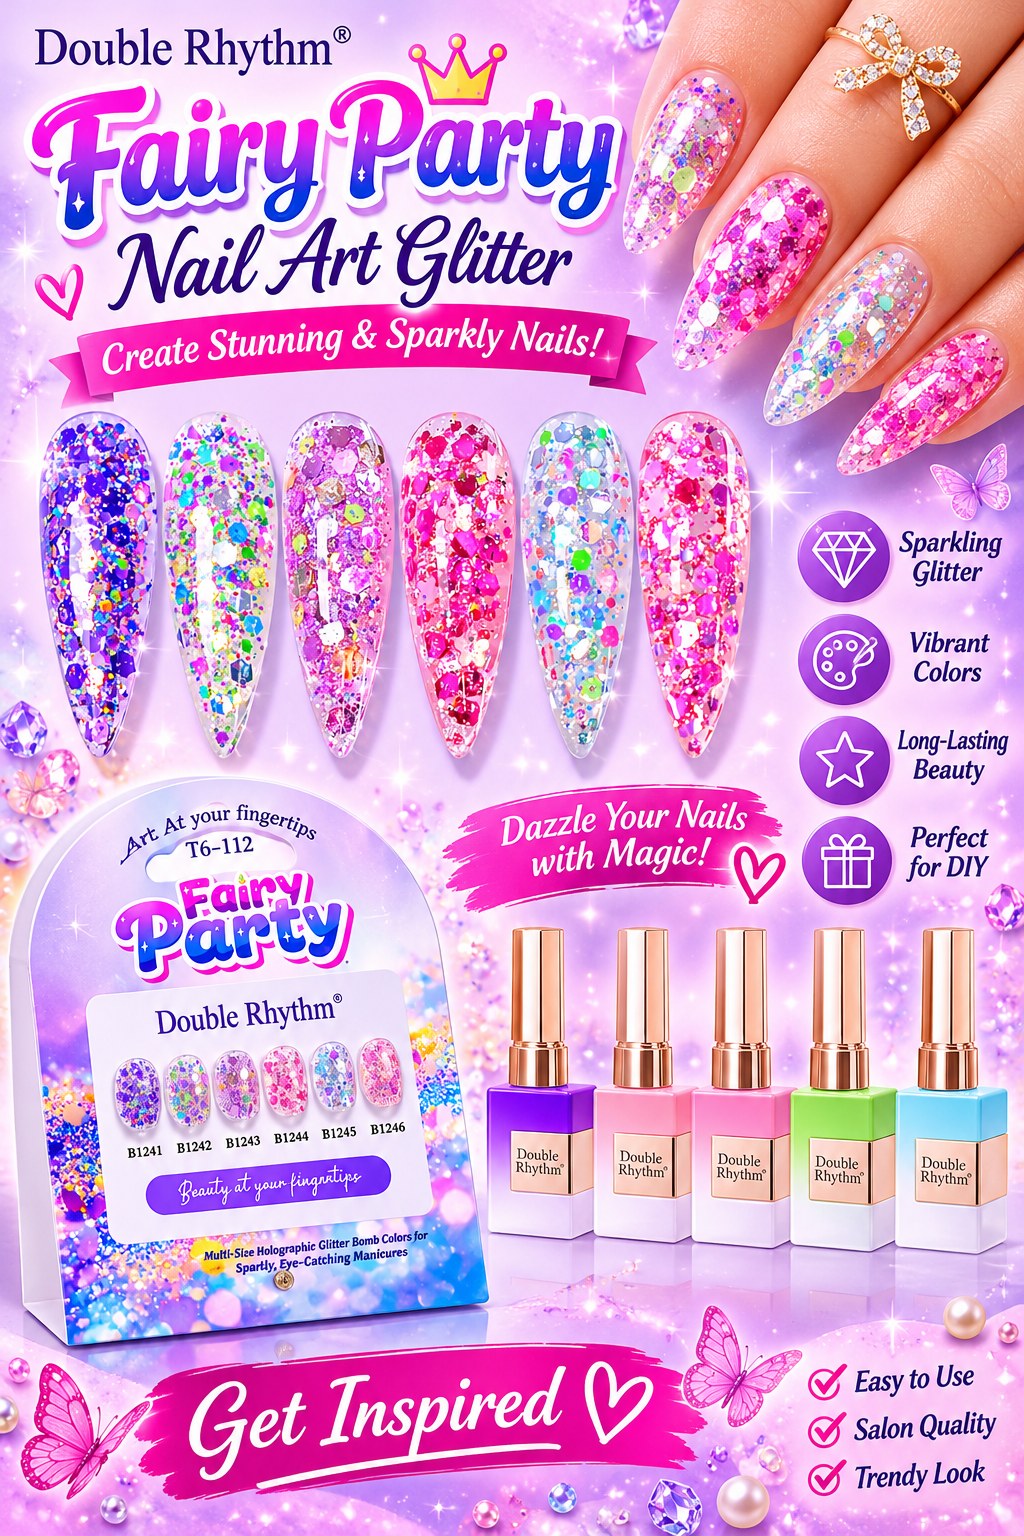 Double Rhythm®
Fairy Party
Nail Art Glitter
Create Stunning & Sparkly Nails!
Sparkling
Glitter
Vibrant
Colors
Long-Lasting
Beauty
Perfect
for DIY
Dazzle Your Nails
with Magic!
Art At your fingertips
T6-112
Fairy
Party
Double Rhythm®
B1241 B1242 B1243 B1244 B1245 B1246
Beauty at your fingnrtips
Multi-Size Holographic Glitter Bomb Colors for
Spartly, Eye-Catching Manicures
Double
Rhythm®
Double
Rhythm®
Double
Rhythm®
Double
Rhythm®
Double
Rhythm®
Get Inspired
Easy to Use
Salon Quality
Trendy Look